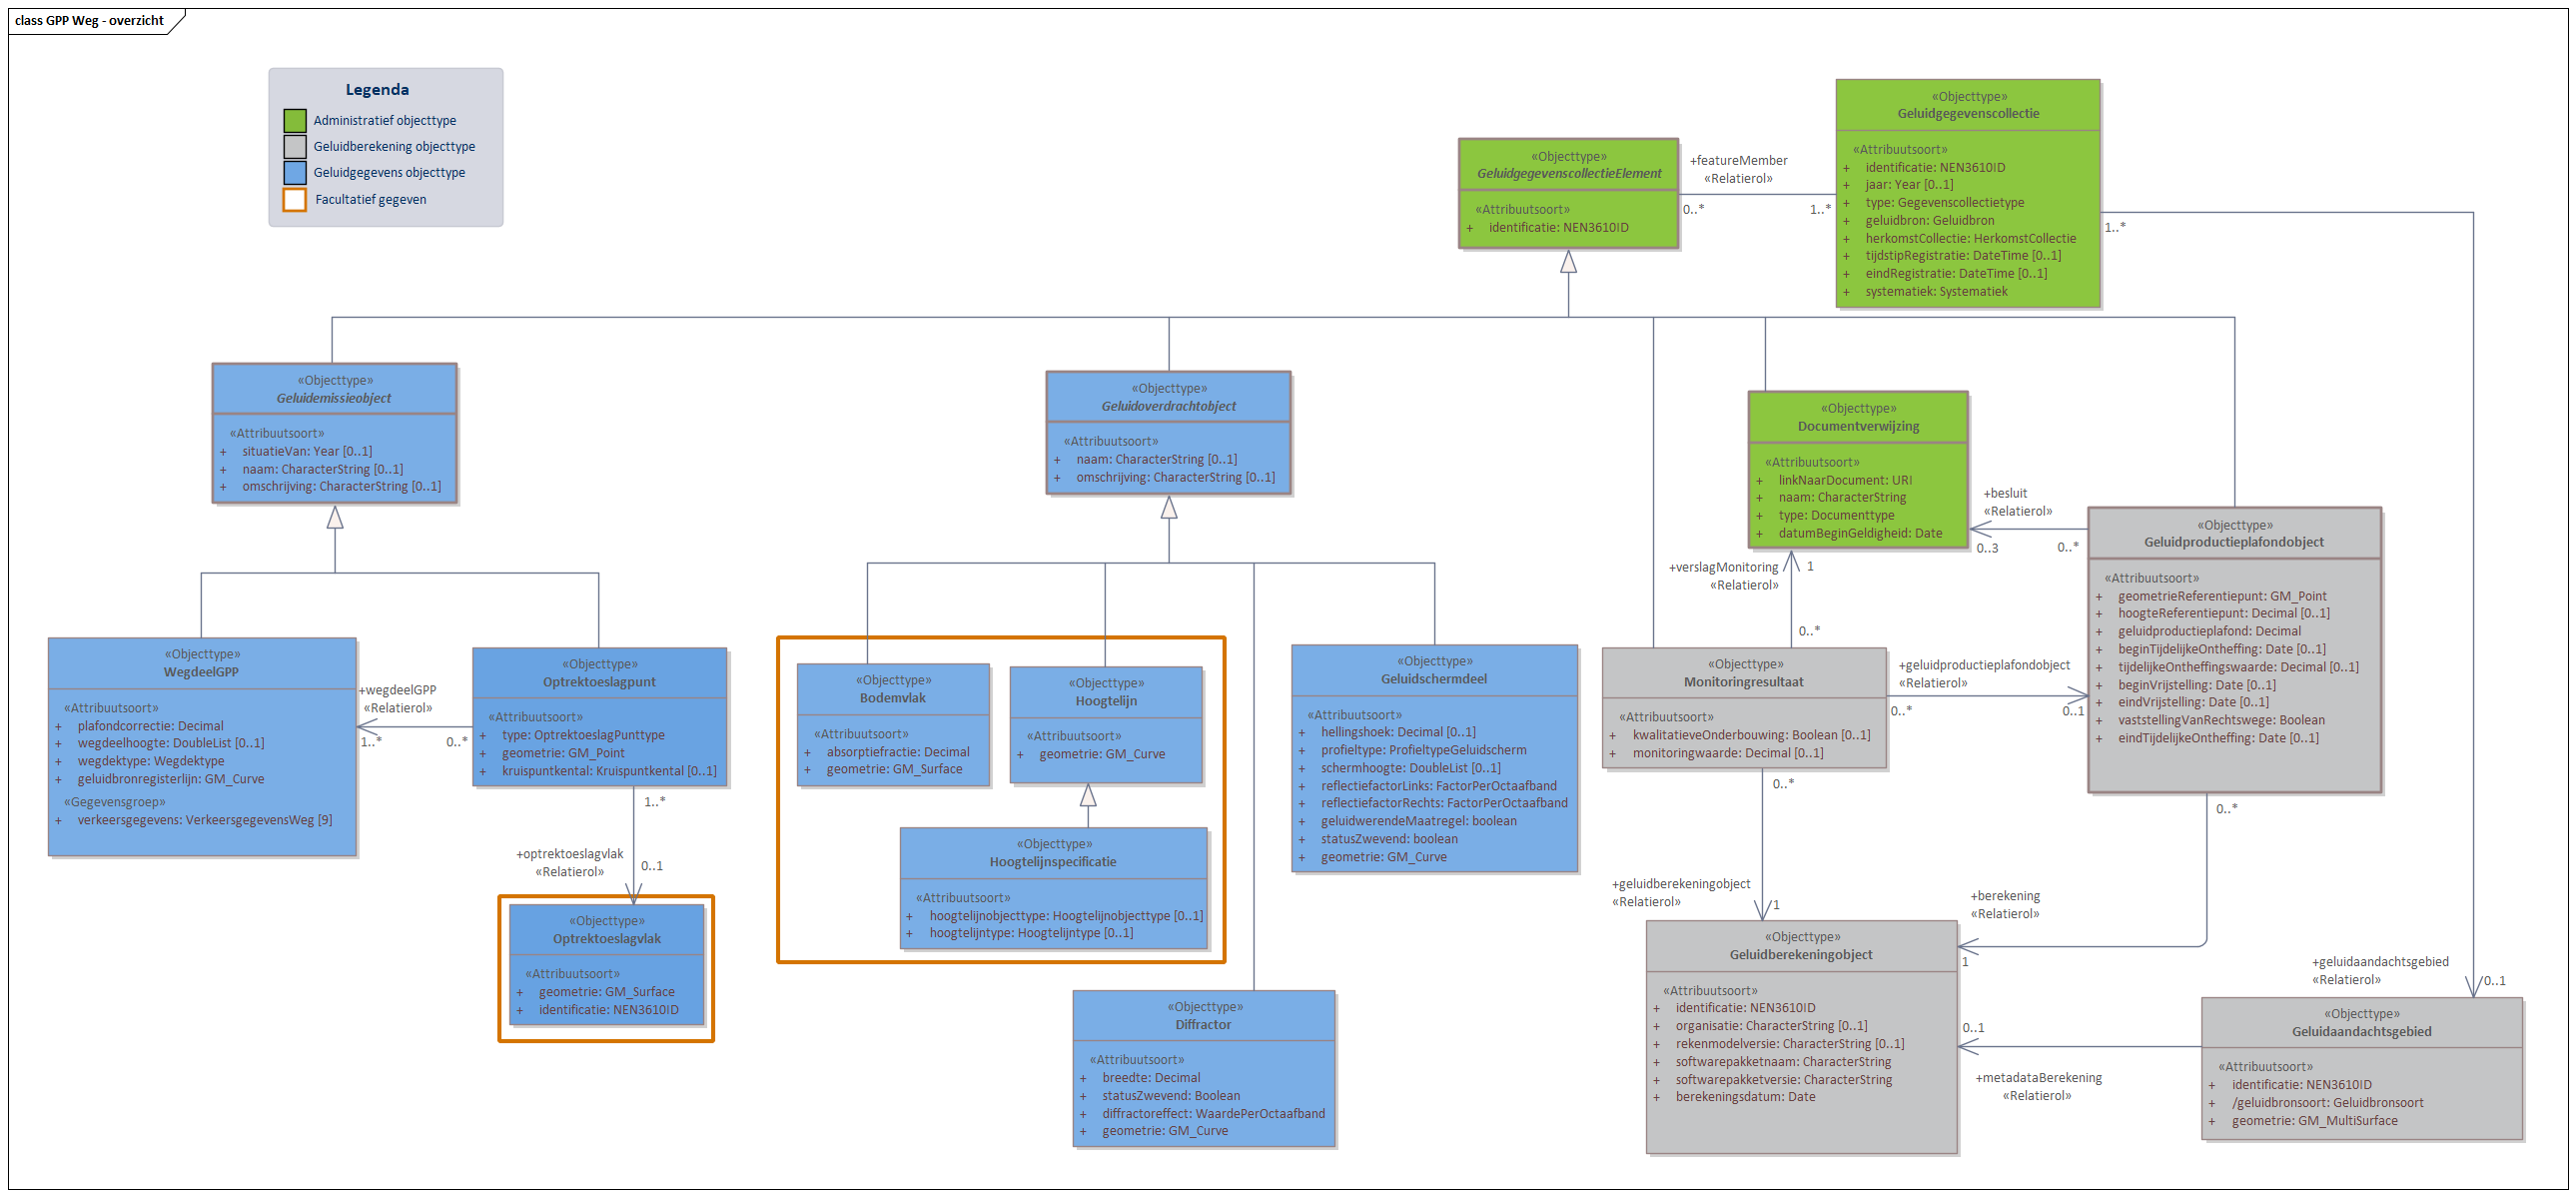 class GPP Weg - overzicht
Legenda
Administratief objecttype
Geluidberekening objecttype
Geluidgegevens objecttype
Facultatief gegeven
«Objecttype»
Geluidgegevenscollectie
«Attribuutsoort»
+ identificatie: NEN3610ID
+ jaar: Year [0..1]
+ type: Gegevenscollectietype
+ geluidbron: Geluidbron
+ herkomstCollectie: HerkomstCollectie
+ tijdstipRegistratie: DateTime [0..1]
+ eindRegistratie: DateTime [0..1]
+ systematiek: Systematiek
«Objecttype»
GeluidgegevenscollectieElement
«Attribuutsoort»
+ identificatie: NEN3610ID
+featureMember
«Relatierol»
0..*
1..*
1..*
«Objecttype»
Geluidemissieobject
«Attribuutsoort»
+ situatieVan: Year [0..1]
+ naam: CharacterString [0..1]
+ omschrijving: CharacterString [0..1]
«Objecttype»
Geluidoverdrachtobject
«Attribuutsoort»
+ naam: CharacterString [0..1]
+ omschrijving: CharacterString [0..1]
«Objecttype»
Documentverwijzing
«Attribuutsoort»
+ linkNaarDocument: URI
+ naam: CharacterString
+ type: Documenttype
+ datumBeginGeldigheid: Date
+besluit
«Relatierol»
0..3
0..*
«Objecttype»
Geluidproductieplafondobject
«Attribuutsoort»
+ geometrieReferentiepunt: GM_Point
+ hoogteReferentiepunt: Decimal [0..1]
+ geluidproductieplafond: Decimal
+ beginTijdelijkeOntheffing: Date [0..1]
+ tijdelijkeOntheffingswaarde: Decimal [0..1]
+ beginVrijstelling: Date [0..1]
+ eindVrijstelling: Date [0..1]
+ vaststellingVanRechtswege: Boolean
+ eindTijdelijkeOntheffing: Date [0..1]
+verslagMonitoring
«Relatierol»
1
0..*
«Objecttype»
WegdeelGPP
«Attribuutsoort»
+ plafondcorrectie: Decimal
+ wegdeelhoogte: DoubleList [0..1]
+ wegdektype: Wegdektype
+ geluidbronregisterlijn: GM_Curve
«Gegevensgroep»
+ verkeersgegevens: VerkeersgegevensWeg [9]
+wegdeelGPP
«Relatierol»
1..*
0..*
«Objecttype»
Optrektoeslagpunt
«Attribuutsoort»
+ type: OptrektoeslagPunttype
+ geometrie: GM_Point
+ kruispuntkental: Kruispuntkental [0..1]
1..*
+optrektoeslagvlak
«Relatierol»
0..1
«Objecttype»
Optrektoeslagvlak
«Attribuutsoort»
+ geometrie: GM_Surface
+ identificatie: NEN3610ID
«Objecttype»
Bodemvlak
«Attribuutsoort»
+ absorptiefractie: Decimal
+ geometrie: GM_Surface
«Objecttype»
Hoogtelijn
«Attribuutsoort»
+ geometrie: GM_Curve
«Objecttype»
Hoogtelijnspecificatie
«Attribuutsoort»
+ hoogtelijnobjecttype: Hoogtelijnobjecttype [0..1]
+ hoogtelijntype: Hoogtelijntype [0..1]
«Objecttype»
Geluidschermdeel
«Attribuutsoort»
+ hellingshoek: Decimal [0..1]
+ profieltype: ProfieltypeGeluidscherm
+ schermhoogte: DoubleList [0..1]
+ reflectiefactorLinks: FactorPerOctaafband
+ reflectiefactorRechts: FactorPerOctaafband
+ geluidwerendeMaatregel: boolean
+ statusZwevend: boolean
+ geometrie: GM_Curve
«Objecttype»
Diffractor
«Attribuutsoort»
+ breedte: Decimal
+ statusZwevend: Boolean
+ diffractoreffect: WaardePerOctaafband
+ geometrie: GM_Curve
«Objecttype»
Monitoringresultaat
«Attribuutsoort»
+ kwalitatieveOnderbouwing: Boolean [0..1]
+ monitoringwaarde: Decimal [0..1]
+geluidproductieplafondobject
«Relatierol»
0..*
0..1
0..*
0..*
+geluidberekeningobject
«Relatierol»
1
+berekening
«Relatierol»
1
«Objecttype»
Geluidberekeningobject
«Attribuutsoort»
+ identificatie: NEN3610ID
+ organisatie: CharacterString [0..1]
+ rekenmodelversie: CharacterString [0..1]
+ softwarepakketnaam: CharacterString
+ softwarepakketversie: CharacterString
+ berekeningsdatum: Date
+geluidaandachtsgebied
«Relatierol»
0..1
0..1
+metadataBerekening
«Relatierol»
«Objecttype»
Geluidaandachtsgebied
«Attribuutsoort»
+ identificatie: NEN3610ID
+ /geluidbronsoort: Geluidbronsoort
+ geometrie: GM_MultiSurface